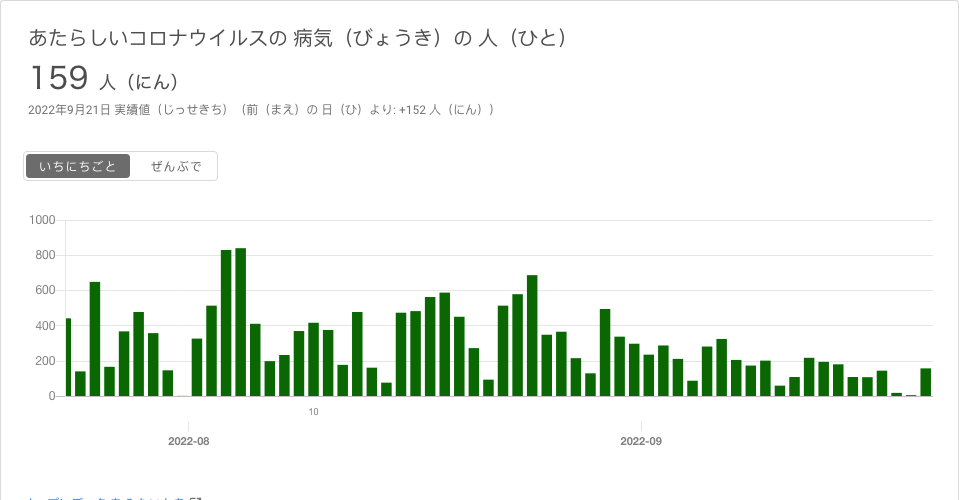 あたらしいコロナウイルスの 病気（びょうき）の 人（ひと）
159 人（にん）
2022年9月21日 実績値（じっせきち）（前（まえ）の 日（ひ）より: +152 人（にん））
いちにちごと ぜんぶで
1000
800
600
400
200
0
10
2022-08 2022-09